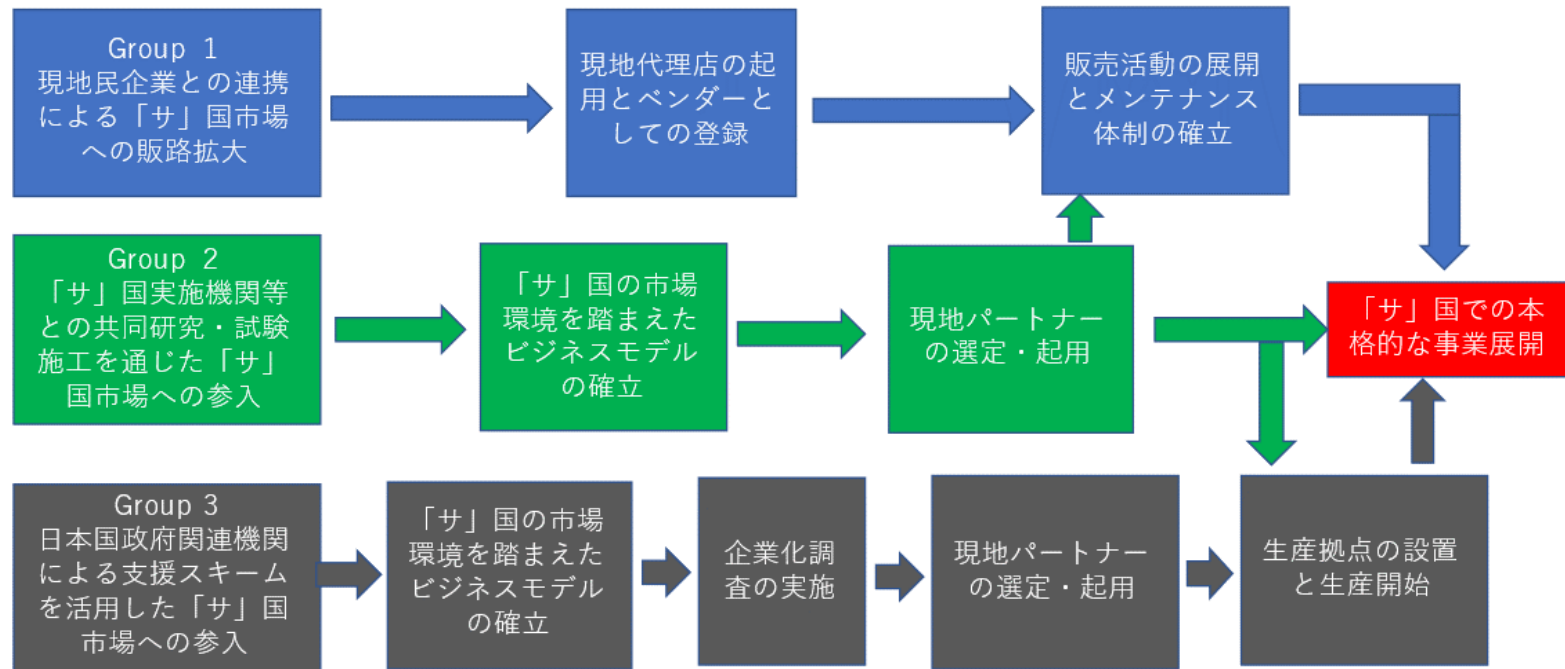 Group 1
現地民企業との連携
による「サ」国市場
への販路拡大
現地代理店の起
用とベンダーと
しての登録
販売活動の展開
とメンテナンス
体制の確立
Group 2
「サ」国実施機関等
との共同研究・試験
施工を通じた「サ」
国市場への参入
「サ」国の市場
環境を踏まえた
ビジネスモデル
の確立
現地パートナー
の選定・起用
「サ」国での本
格的な事業展開
Group 3
日本国政府関連機関
による支援スキーム
を活用した「サ」国
市場への参入
「サ」国の市場
環境を踏まえた
ビジネスモデル
の確立
企業化調
査の実施
現地パートナー
の選定・起用
生産拠点の設置
と生産開始